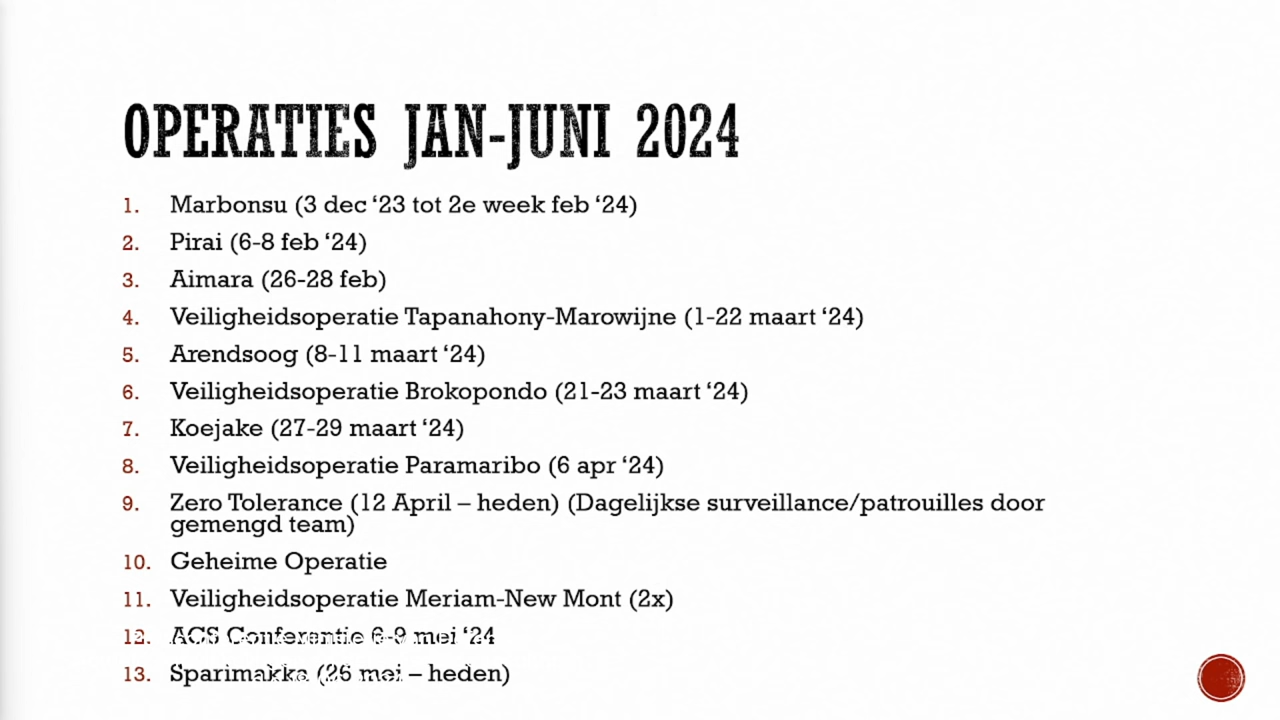 OPERATIES JAN-JUNI 2024
1. Marbonsu (3 dec ‘23 tot 2e week feb ‘24)
2. Pirai (6-8 feb ‘24)
3. Aimara (26-28 feb)
4. Veiligheidsoperatie Tapanahony-Marowijne (1-22 maart ‘24)
5. Arendsoog (8-11 maart ‘24)
6. Veiligheidsoperatie Brokopondo (21-23 maart ‘24)
7. Koejake (27-29 maart ‘24)
8. Veiligheidsoperatie Paramaribo (6 apr ‘24)
9. Zero Tolerance (12 April – heden) (Dagelijkse surveillance/patrouilles door
gemengd team)
10. Geheime Operatie
11. Veiligheidsoperatie Meriam-New Mont (2x)
12. ACS Conferentie 6-9 mei ‘24
13. Sparimakka (26 mei – heden)